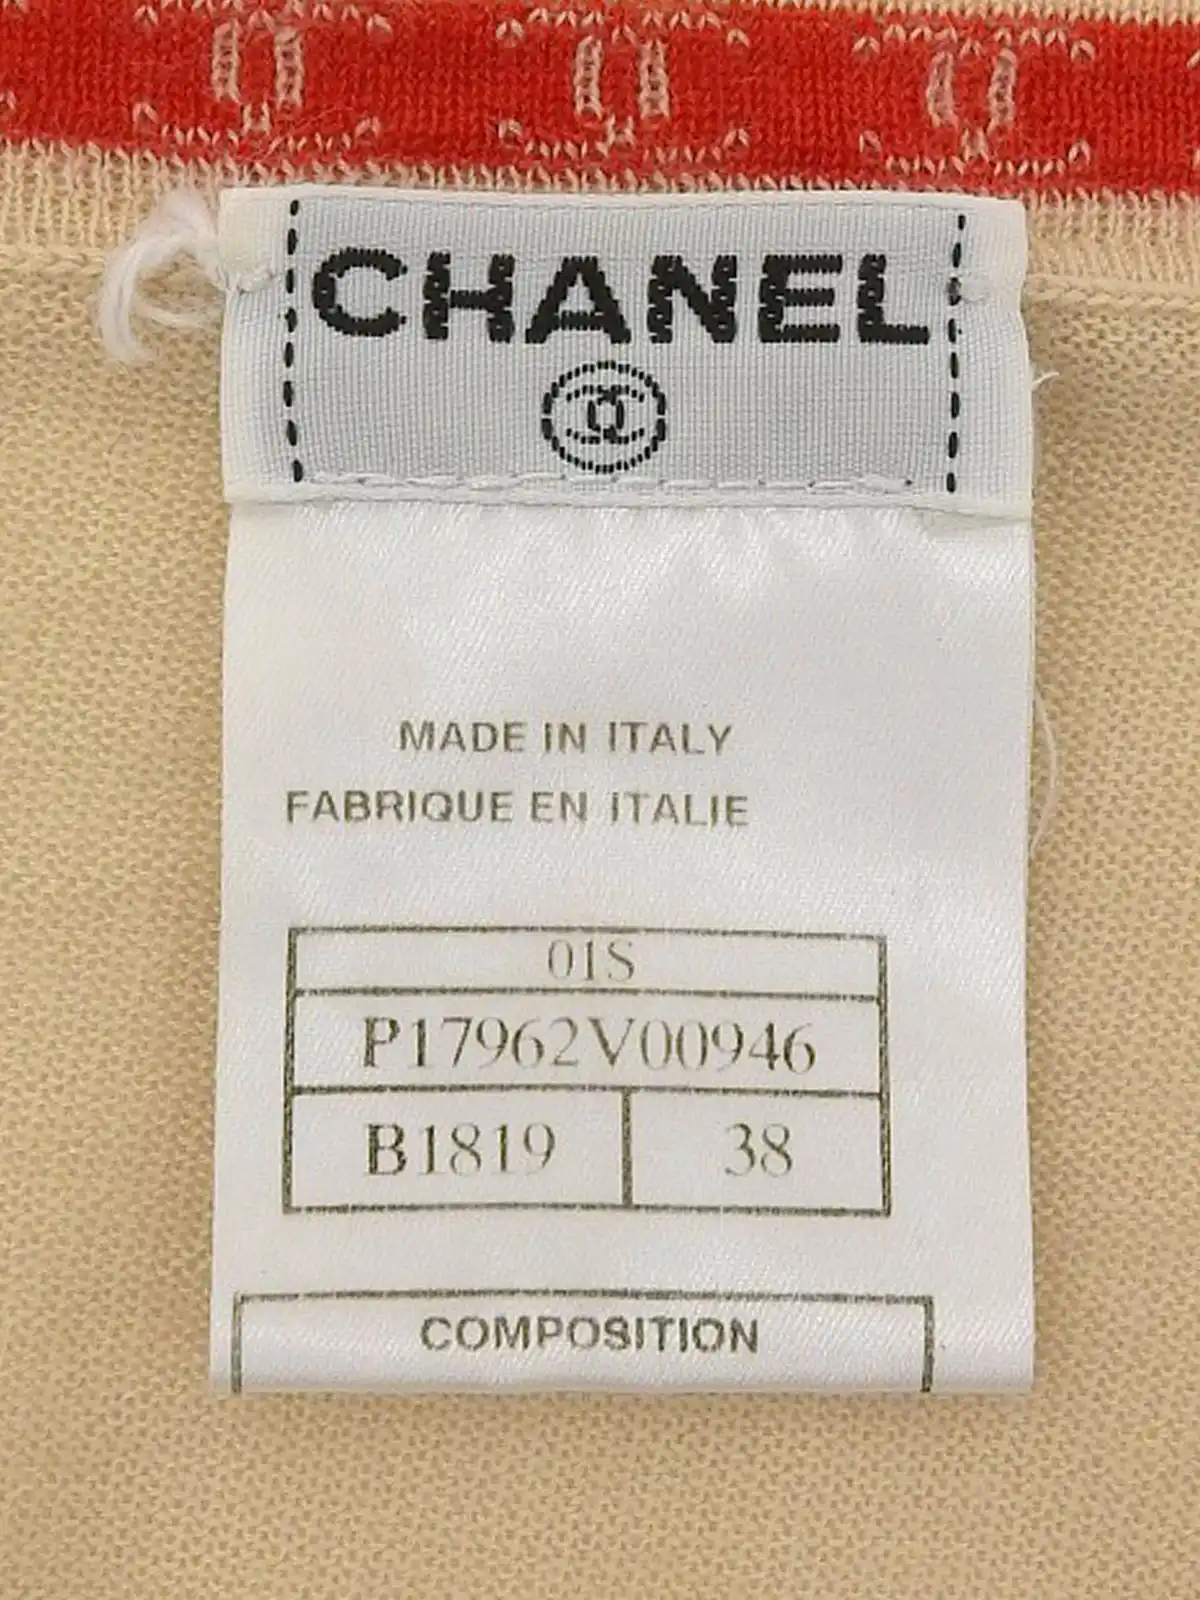 CHANEL
MADE IN ITALY
FABRIQUE EN ITALIE
01S
P17962V00946
B1819 38
COMPOSITION